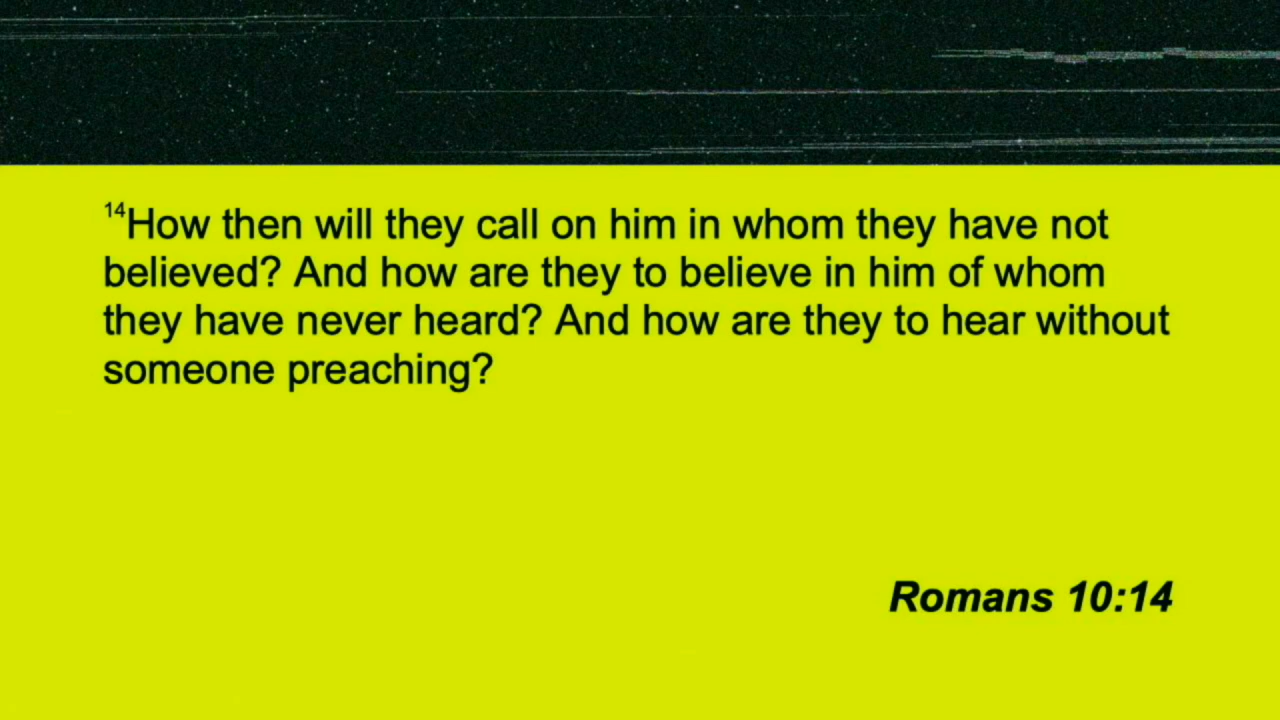 14How then will they call on him in whom they have not
believed? And how are they to believe in him of whom
they have never heard? And how are they to hear without
someone preaching?
Romans 10:14